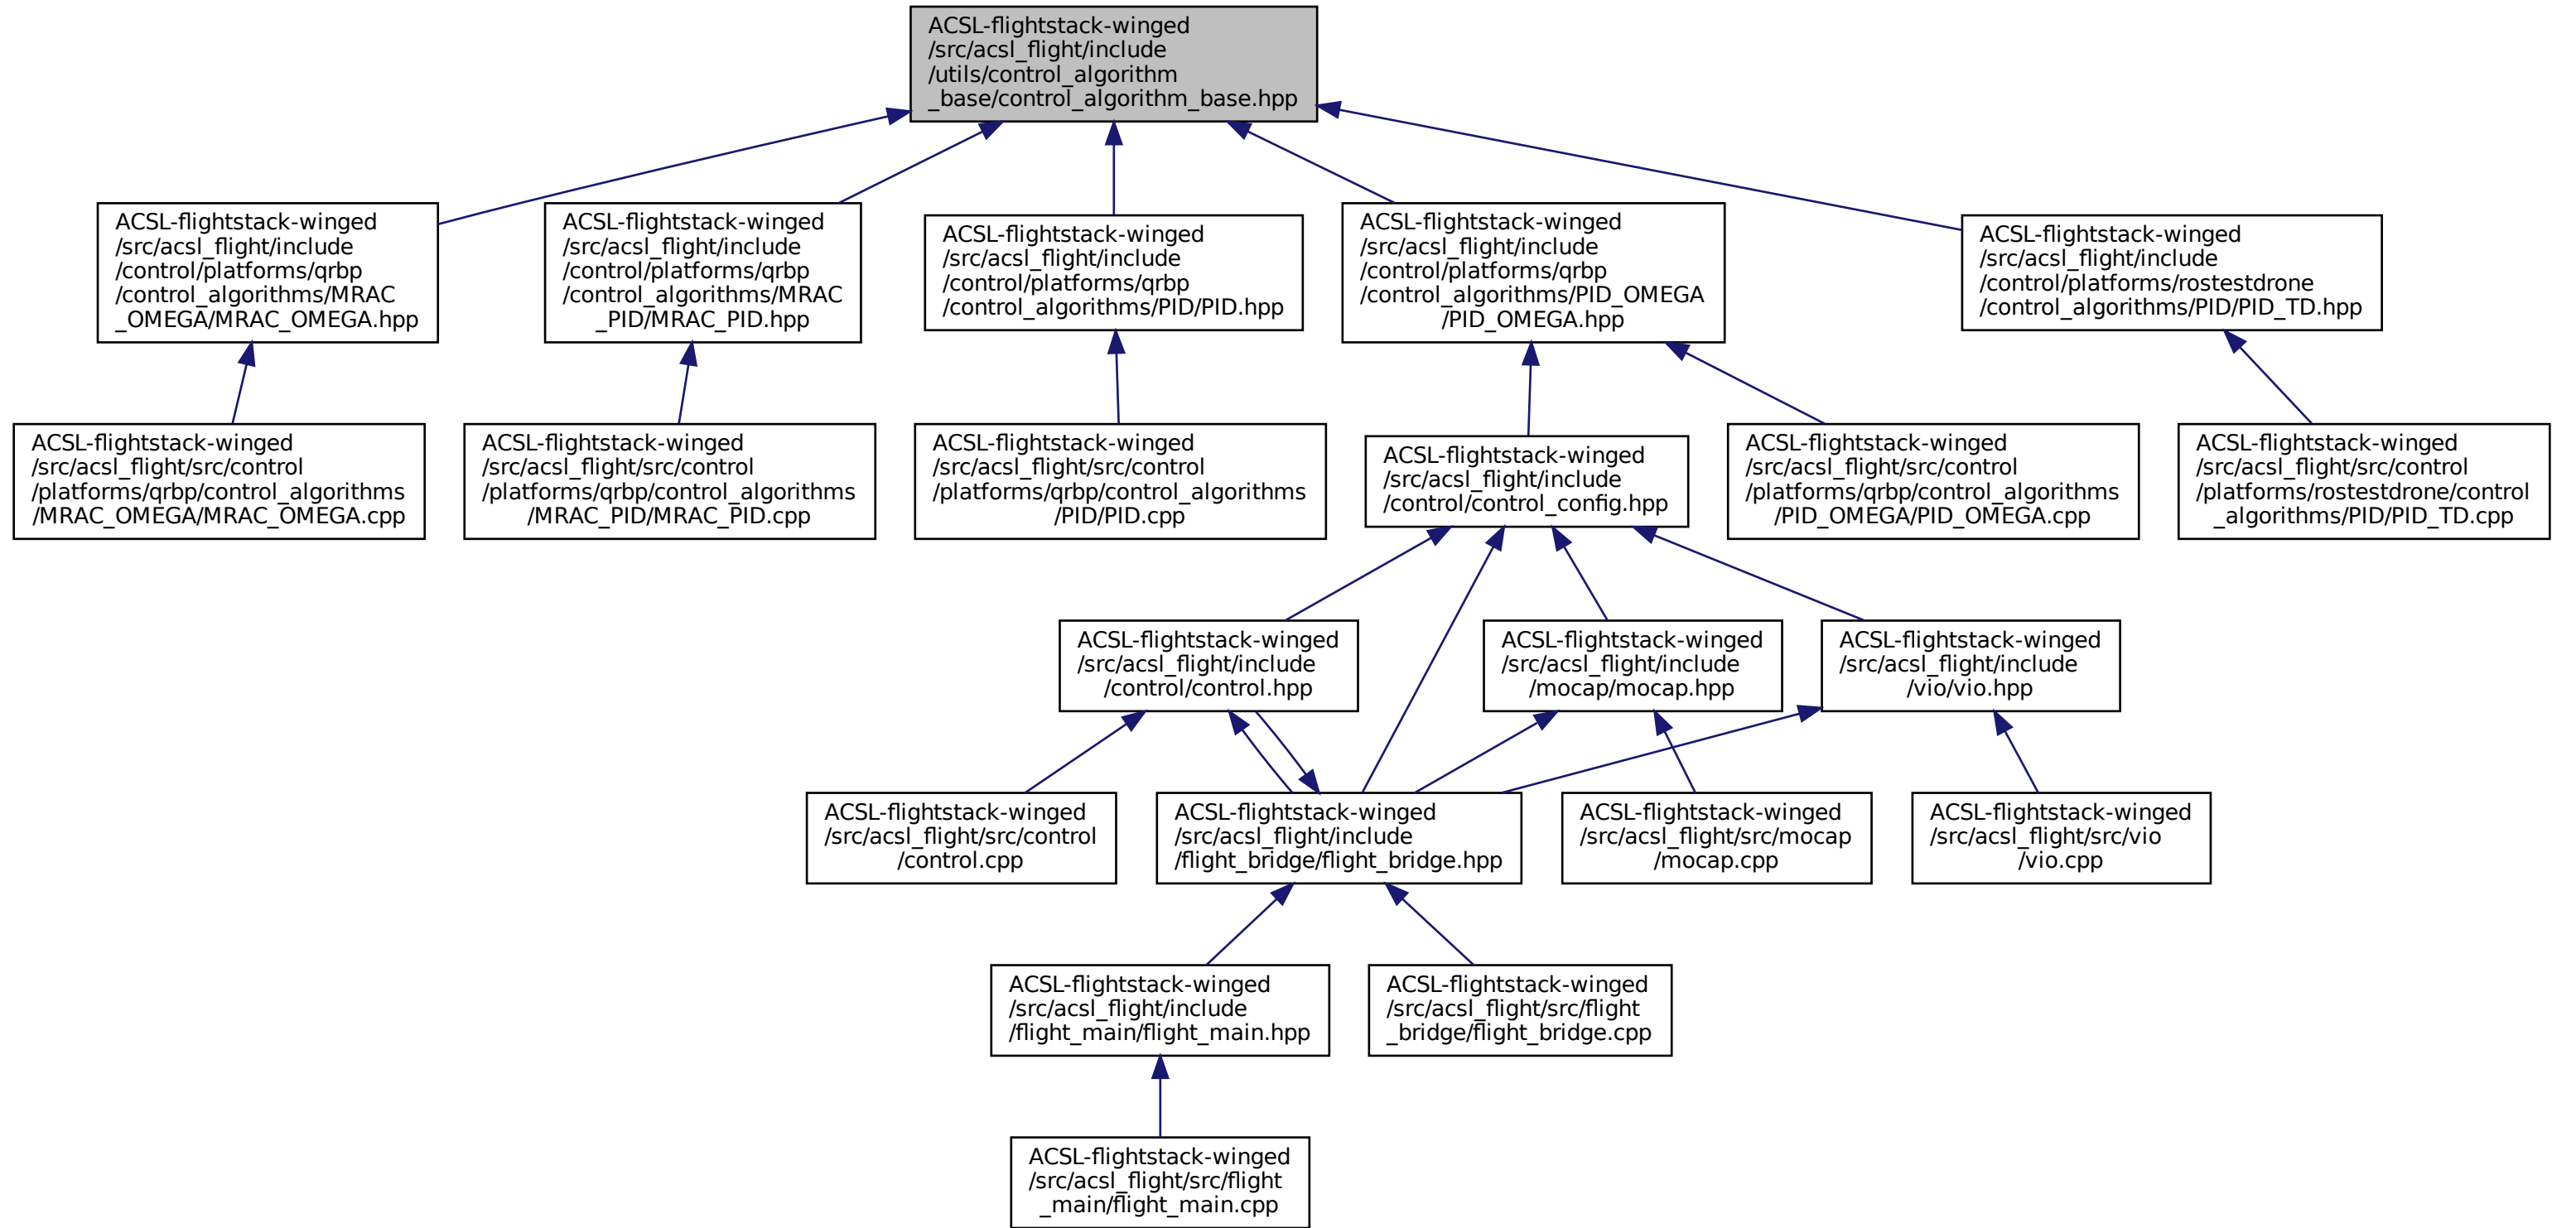 ACSL-flightstack-winged
/src/acsl_flight/include
/utils/control_algorithm
_base/control_algorithm_base.hpp
ACSL-flightstack-winged
/src/acsl_flight/include
/control/platforms/qrbp
/control_algorithms/MRAC
_OMEGA/MRAC_OMEGA.hpp
ACSL-flightstack-winged
/src/acsl_flight/include
/control/platforms/qrbp
/control_algorithms/MRAC
_PID/MRAC_PID.hpp
ACSL-flightstack-winged
/src/acsl_flight/include
/control/platforms/qrbp
/control_algorithms/PID/PID.hpp
ACSL-flightstack-winged
/src/acsl_flight/include
/control/platforms/qrbp
/control_algorithms/PID_OMEGA
/PID_OMEGA.hpp
ACSL-flightstack-winged
/src/acsl_flight/include
/control/platforms/rostestdrone
/control_algorithms/PID/PID_TD.hpp
ACSL-flightstack-winged
/src/acsl_flight/src/control
/platforms/qrbp/control_algorithms
/MRAC_OMEGA/MRAC_OMEGA.cpp
ACSL-flightstack-winged
/src/acsl_flight/src/control
/platforms/qrbp/control_algorithms
/MRAC_PID/MRAC_PID.cpp
ACSL-flightstack-winged
/src/acsl_flight/src/control
/platforms/qrbp/control_algorithms
/PID/PID.cpp
ACSL-flightstack-winged
/src/acsl_flight/include
/control/control_config.hpp
ACSL-flightstack-winged
/src/acsl_flight/src/control
/platforms/qrbp/control_algorithms
/PID_OMEGA/PID_OMEGA.cpp
ACSL-flightstack-winged
/src/acsl_flight/src/control
/platforms/rostestdrone/control
_algorithms/PID/PID_TD.cpp
ACSL-flightstack-winged
/src/acsl_flight/include
/control/control.hpp
ACSL-flightstack-winged
/src/acsl_flight/include
/mocap/mocap.hpp
ACSL-flightstack-winged
/src/acsl_flight/include
/vio/vio.hpp
ACSL-flightstack-winged
/src/acsl_flight/src/control
/control.cpp
ACSL-flightstack-winged
/src/acsl_flight/include
/flight_bridge/flight_bridge.hpp
ACSL-flightstack-winged
/src/acsl_flight/src/mocap
/mocap.cpp
ACSL-flightstack-winged
/src/acsl_flight/src/vio
/vio.cpp
ACSL-flightstack-winged
/src/acsl_flight/include
/flight_main/flight_main.hpp
ACSL-flightstack-winged
/src/acsl_flight/src/flight
_bridge/flight_bridge.cpp
ACSL-flightstack-winged
/src/acsl_flight/src/flight
_main/flight_main.cpp